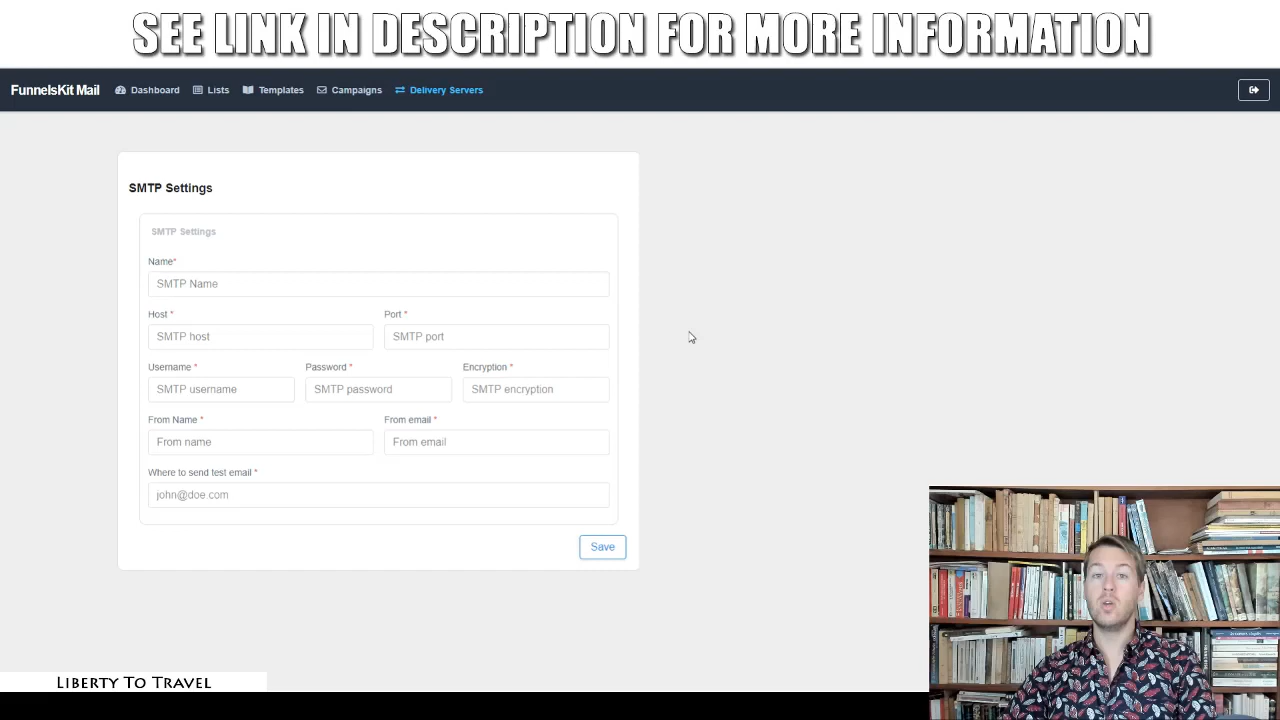 SEE LINK IN DESCRIPTION FOR MORE INFORMATION
FunnelsKit Mail Dashboard Lists Templates Campaigns Delivery Servers
SMTP Settings
SMTP Settings
Name*
SMTP Name
Host * Port *
SMTP host SMTP port
Username * Password * Encryption *
SMTP username SMTP password SMTP encryption
From Name * From email *
From name From email
Where to send test email *
john@doe.com
Save
LIBERTY TO TRAVEL